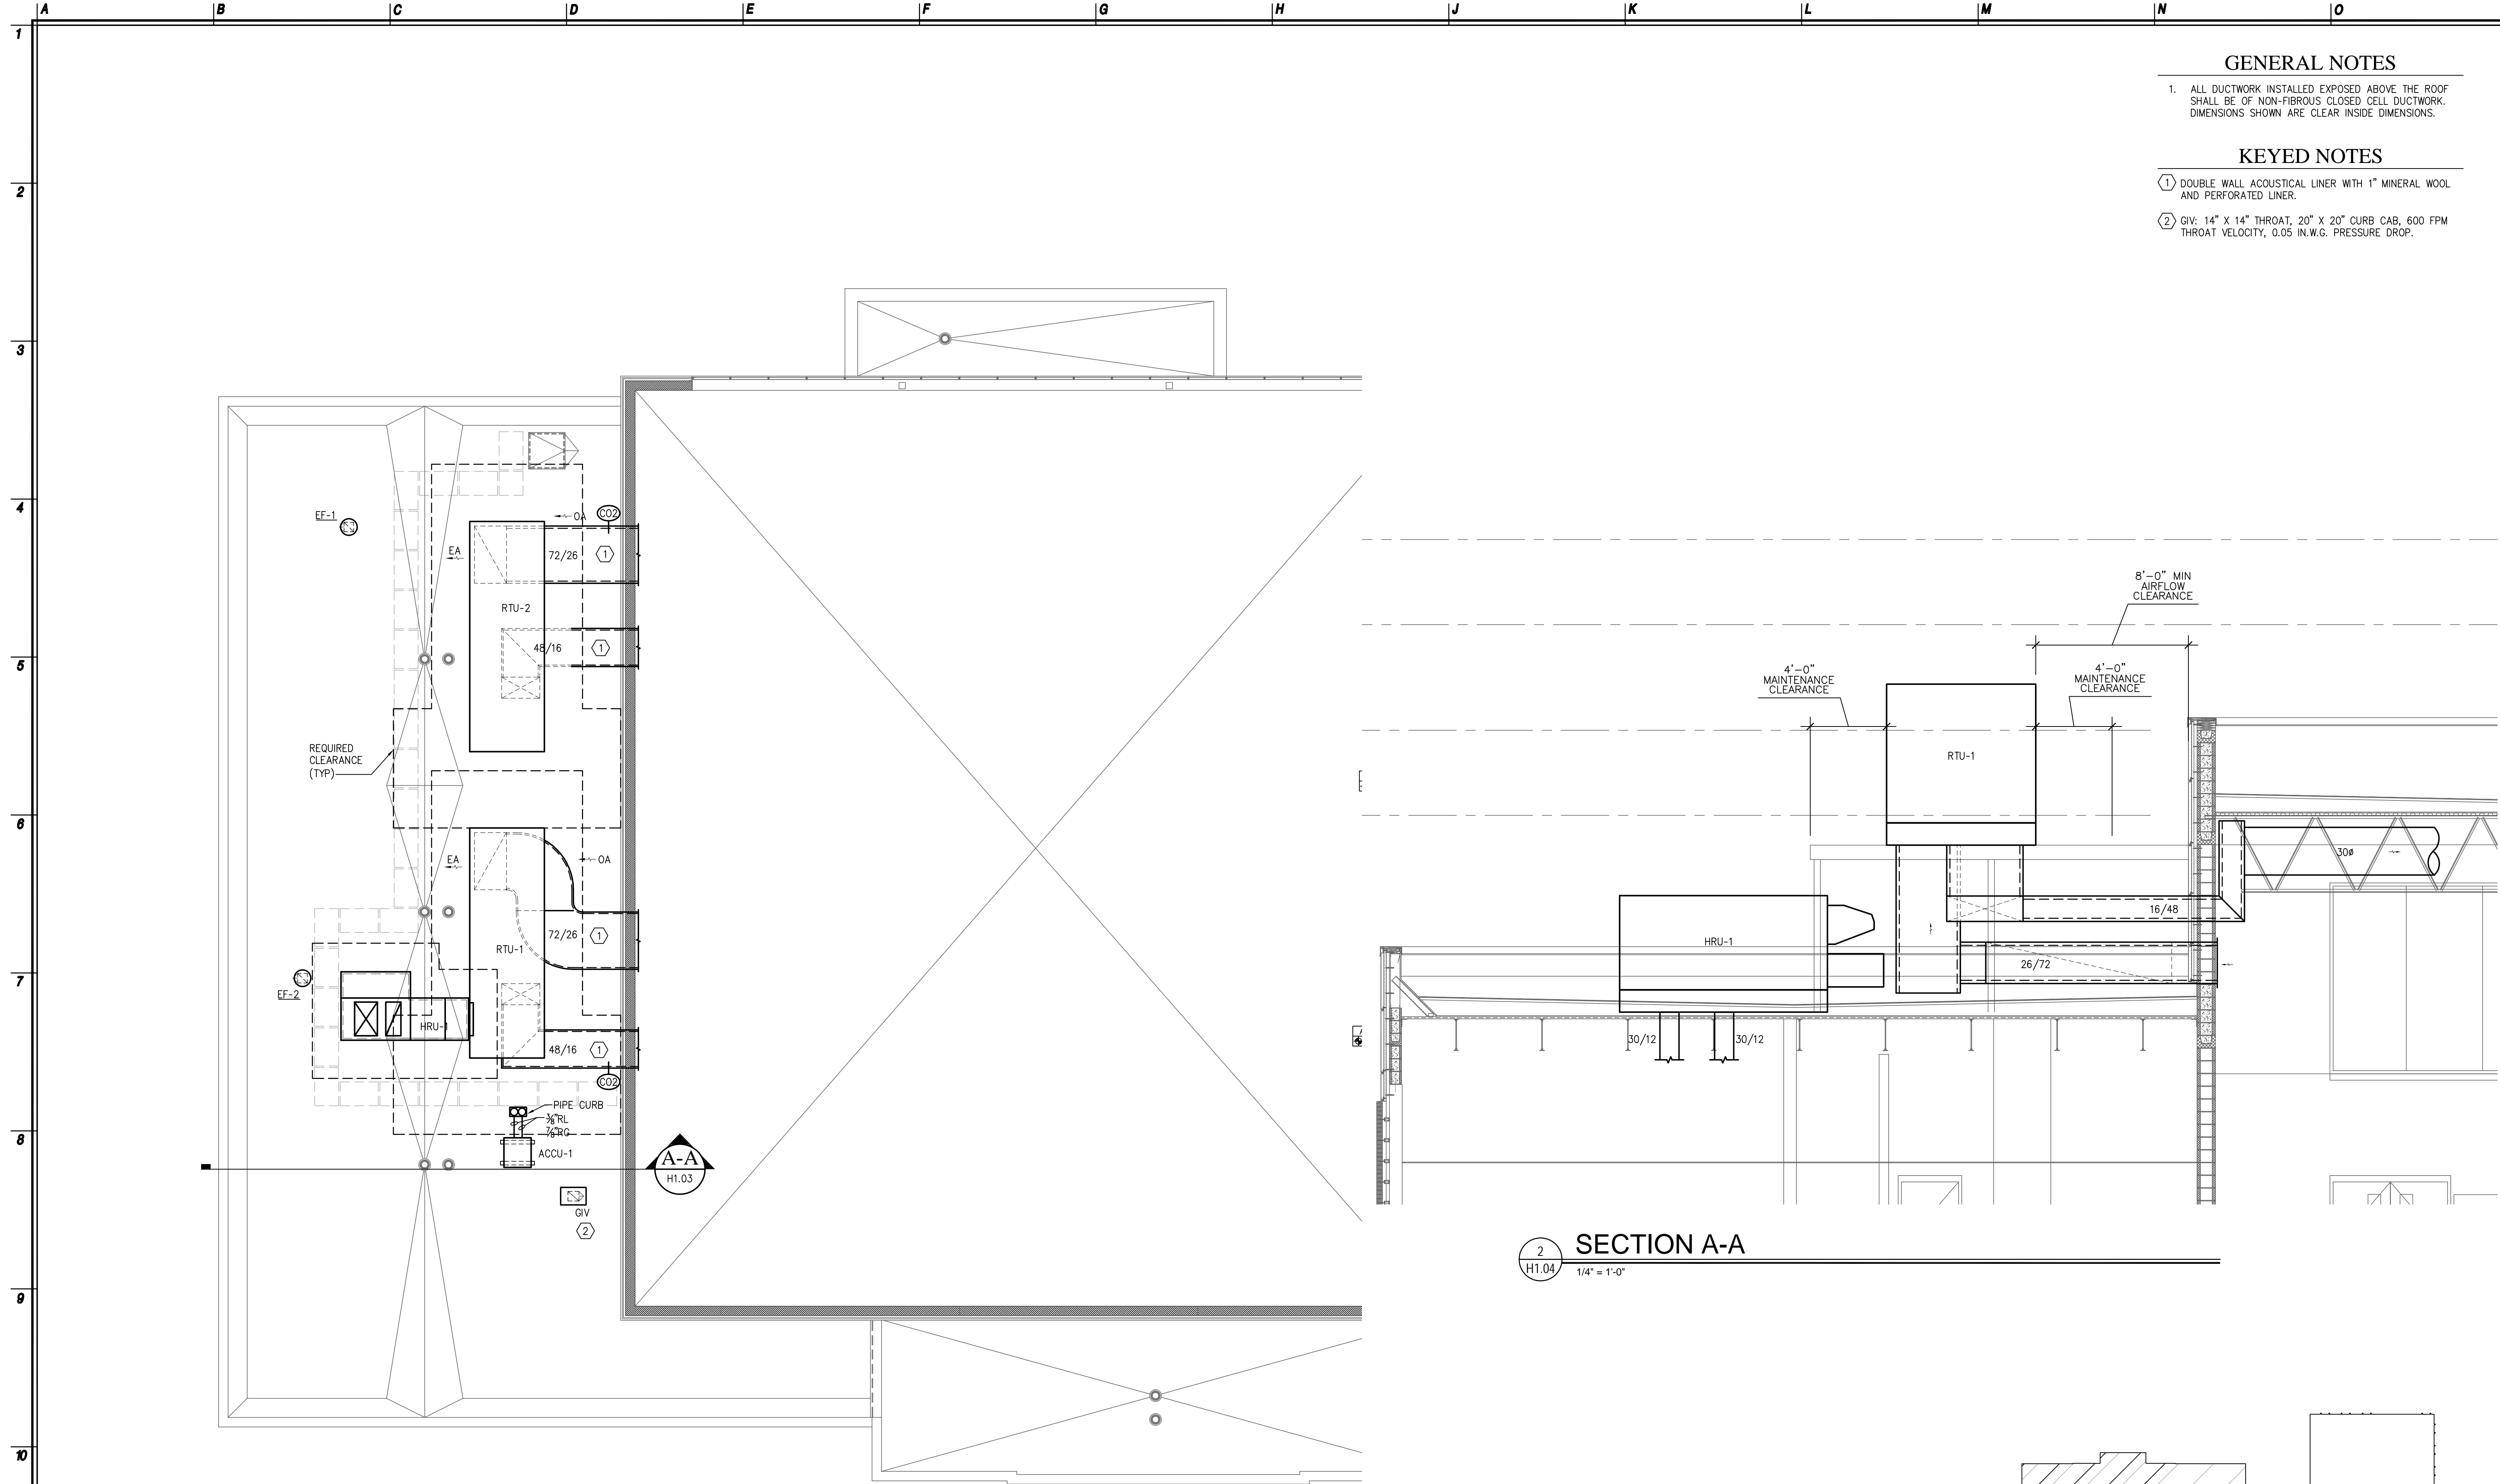 A B C D E F G H J K L M N O
1
2
3
4
5
6
7
8
9
10
GENERAL NOTES
1. ALL DUCTWORK INSTALLED EXPOSED ABOVE THE ROOF
SHALL BE OF NON-FIBROUS CLOSED CELL DUCTWORK.
DIMENSIONS SHOWN ARE CLEAR INSIDE DIMENSIONS.
KEYED NOTES
1 DOUBLE WALL ACOUSTICAL LINER WITH 1" MINERAL WOOL
AND PERFORATED LINER.
2 GIV: 14" X 14" THROAT, 20" X 20" CURB CAB, 600 FPM
THROAT VELOCITY, 0.05 IN.W.G. PRESSURE DROP.
EF-1
OA
CO2
EA
72/26
1
RTU-2
48/16
1
REQUIRED
CLEARANCE
(TYP)
EA
OA
72/26
1
RTU-1
EF-2
HRU-1
48/16
1
CO2
PIPE CURB
⅜"RL
⅞"RG
ACCU-1
A-A
H1.03
GIV
2
8'-0" MIN
AIRFLOW
CLEARANCE
4'-0"
MAINTENANCE
CLEARANCE
4'-0"
MAINTENANCE
CLEARANCE
RTU-1
30ø
16/48
HRU-1
26/72
30/12
30/12
2
H1.04
SECTION A-A
1/4" = 1'-0"